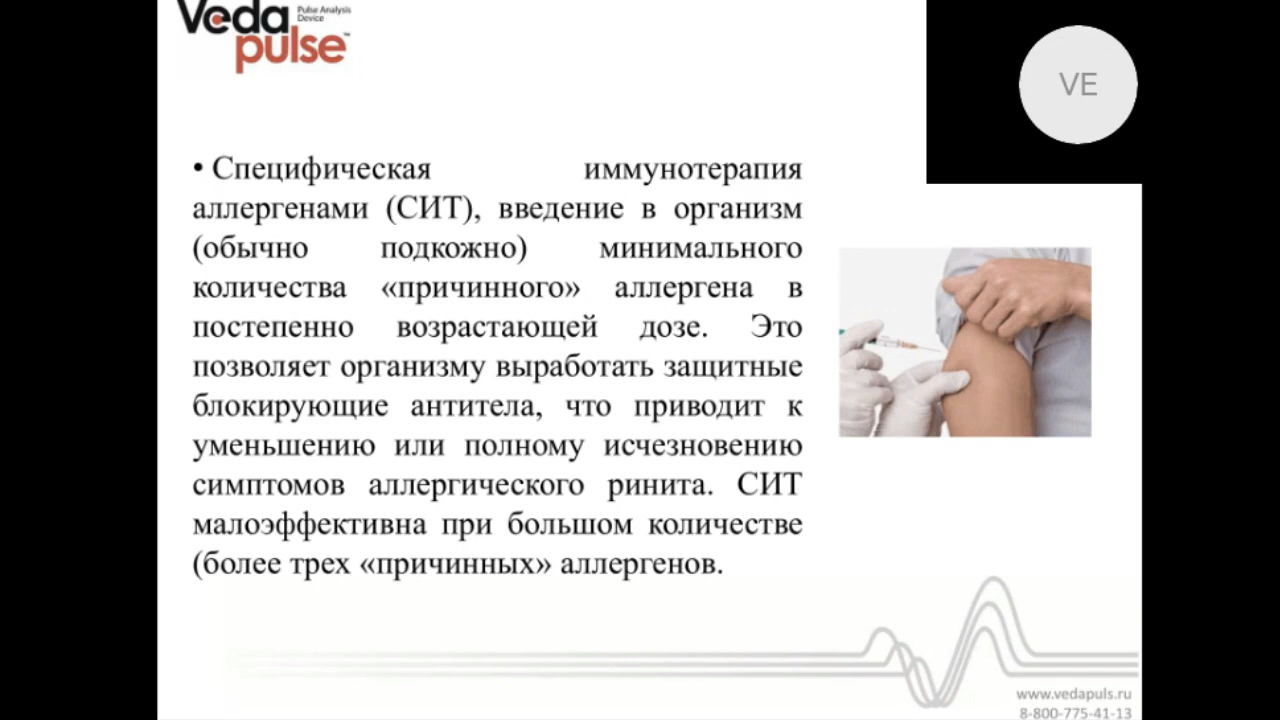 Veda Pulse Analysis
Device
pulse™
VE
• Специфическая иммунотерапия
аллергенами (СИТ), введение в организм
(обычно подкожно) минимального
количества «причинного» аллергена в
постепенно возрастающей дозе. Это
позволяет организму выработать защитные
блокирующие антитела, что приводит к
уменьшению или полному исчезновению
симптомов аллергического ринита. СИТ
малоэффективна при большом количестве
(более трех «причинных» аллергенов.
www.vedapuls.ru
8-800-775-41-13